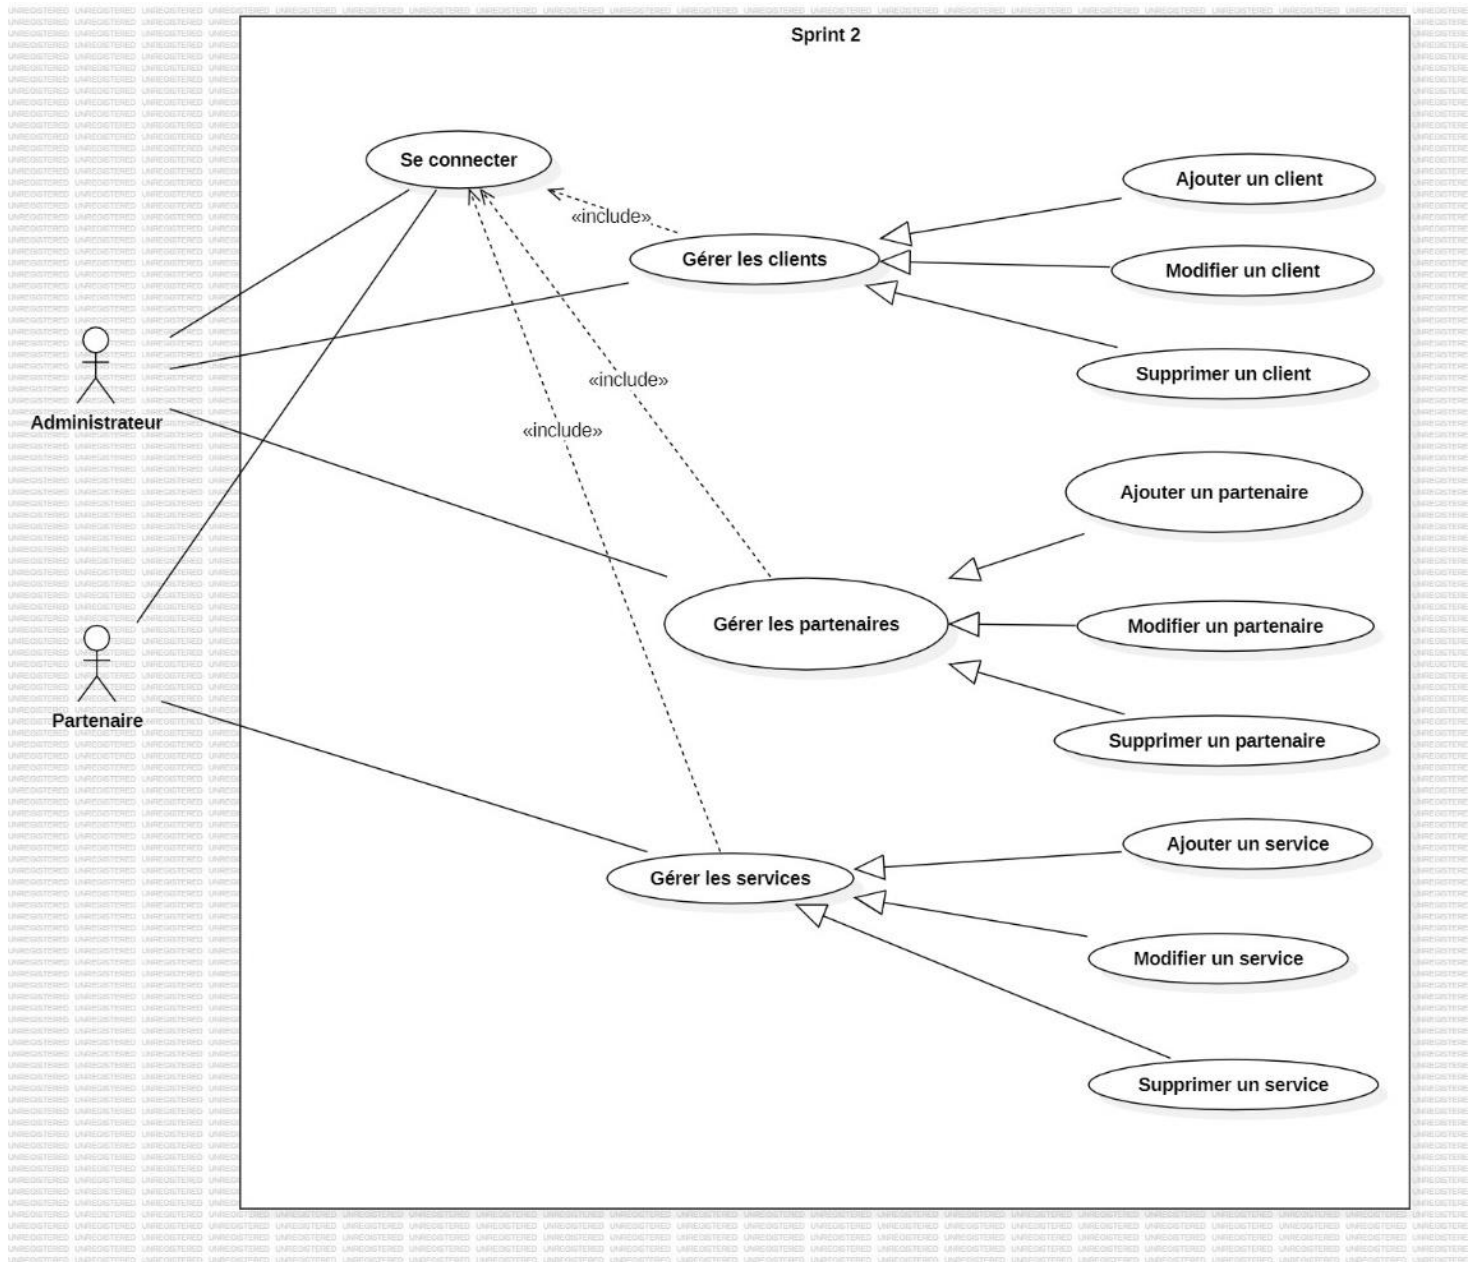 Sprint 2
Se connecter
Ajouter un client
«include»
Gérer les clients
Modifier un client
Supprimer un client
«include»
Administrateur
«include»
Ajouter un partenaire
Gérer les partenaires
Modifier un partenaire
Partenaire
Supprimer un partenaire
Ajouter un service
Gérer les services
Modifier un service
Supprimer un service
UNREGISTERED